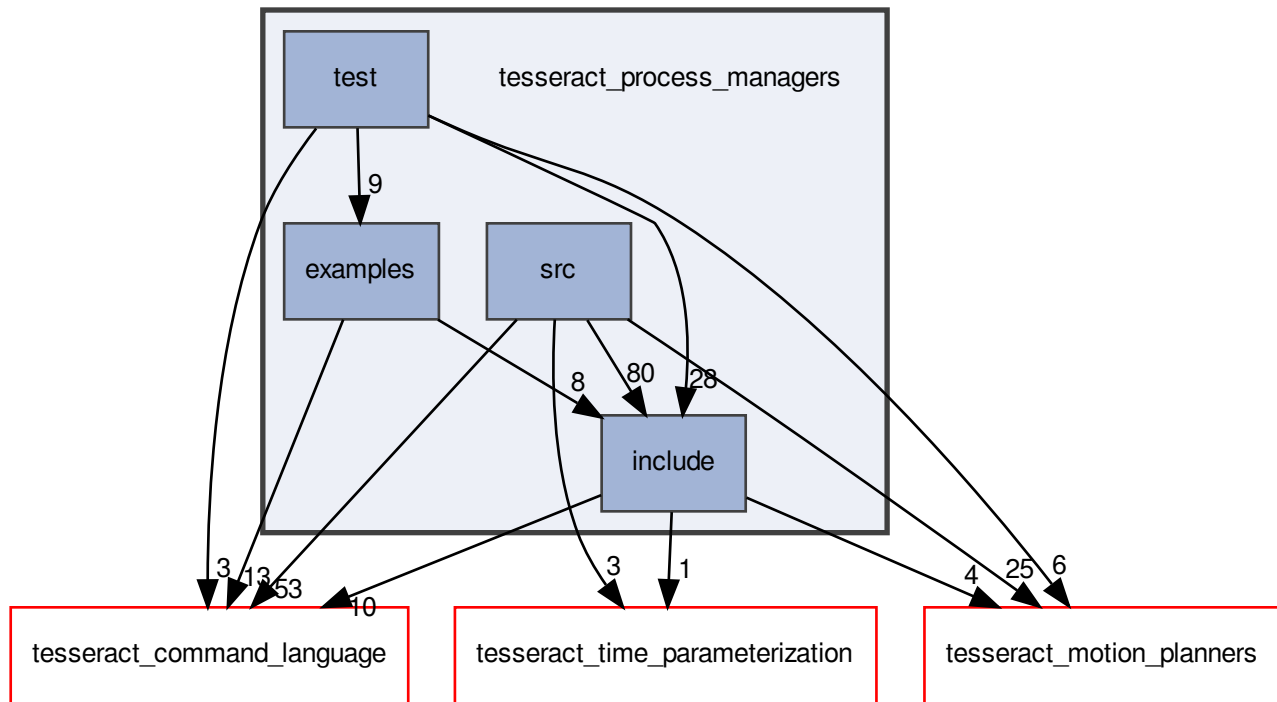 test
tesseract_process_managers
9
examples
src
8
80
28
include
3
13
53
10
3
1
4
25
6
tesseract_command_language
tesseract_time_parameterization
tesseract_motion_planners